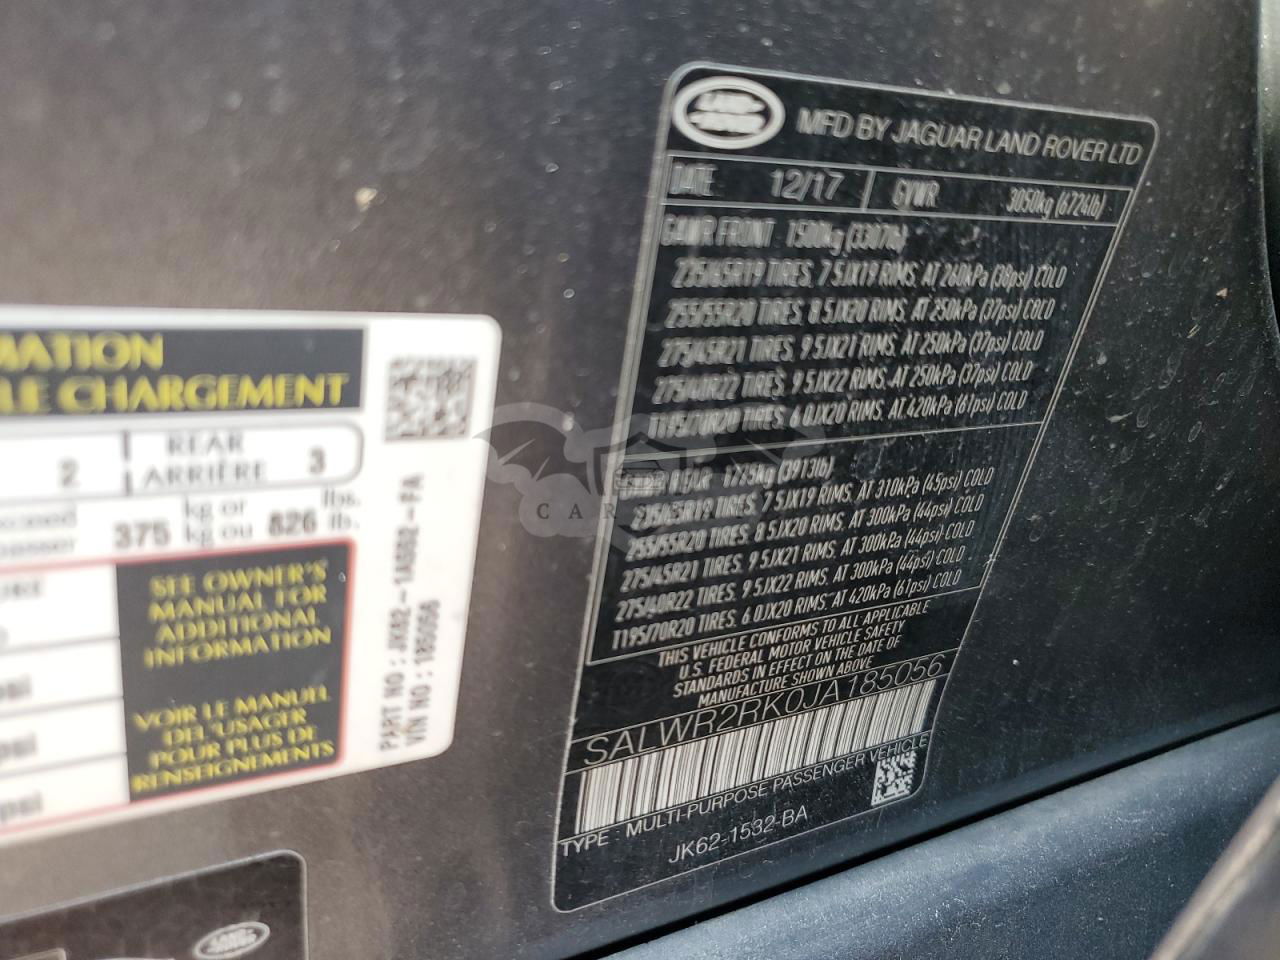 MATION
LE CHARGEMENT
2 REAR ARRIÈRE 3
375 kg or kg ou 826 lbs. lb.
SEE OWNER'S
MANUAL FOR
ADDITIONAL
INFORMATION
VOIR LE MANUEL
DE L'USAGER
POUR PLUS DE
RENSEIGNEMENTS
psi
psi
psi
PART NO: JK62-1A582-FA
VIN NO: 185056
LAND-
-ROVER
MFD BY JAGUAR LAND ROVER LTD
DATE 12/17 GVWR 3050kg (6724lb)
GAWR FRONT 1500kg (3307lb)
235/65R19 TIRES, 7.5JX19 RIMS, AT 260kPa (38psi) COLD
255/55R20 TIRES, 8.5JX20 RIMS, AT 250kPa (37psi) COLD
275/45R21 TIRES, 9.5JX21 RIMS, AT 250kPa (37psi) COLD
275/40R22 TIRES, 9.5JX22 RIMS, AT 250kPa (37psi) COLD
T195/70R20 TIRES, 6.0JX20 RIMS, AT 420kPa (61psi) COLD
GAWR REAR 1775kg (3913lb)
235/65R19 TIRES, 7.5JX19 RIMS, AT 310kPa (45psi) COLD
255/55R20 TIRES, 8.5JX20 RIMS, AT 300kPa (44psi) COLD
275/45R21 TIRES, 9.5JX21 RIMS, AT 300kPa (44psi) COLD
275/40R22 TIRES, 9.5JX22 RIMS, AT 300kPa (44psi) COLD
T195/70R20 TIRES, 6.0JX20 RIMS, AT 420kPa (61psi) COLD
THIS VEHICLE CONFORMS TO ALL APPLICABLE
U.S. FEDERAL MOTOR VEHICLE SAFETY
STANDARDS IN EFFECT ON THE DATE OF
MANUFACTURE SHOWN ABOVE
SALWR2RK0JA185056
TYPE: MULTI-PURPOSE PASSENGER VEHICLE
JK62-1532-BA